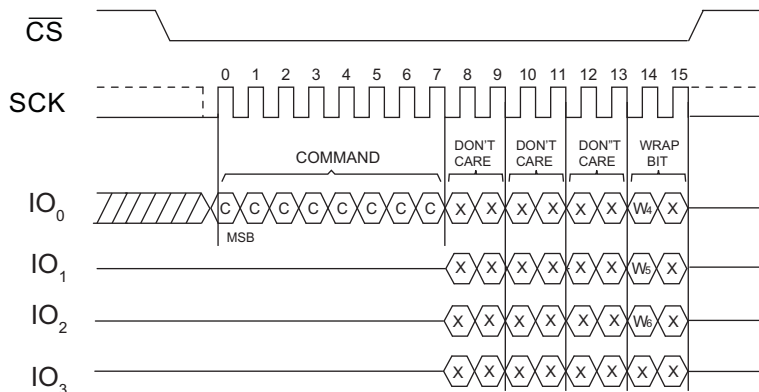 CS
0 1 2 3 4 5 6 7 8 9 10 11 12 13 14 15
SCK
COMMAND
DON'T CARE
DON'T CARE
DON"T CARE
WRAP BIT
IO0 C C C C C C C C X X X X X X W4 X
MSB
IO1 X X X X X X W5 X
IO2 X X X X X X W6 X
IO3 X X X X X X X X